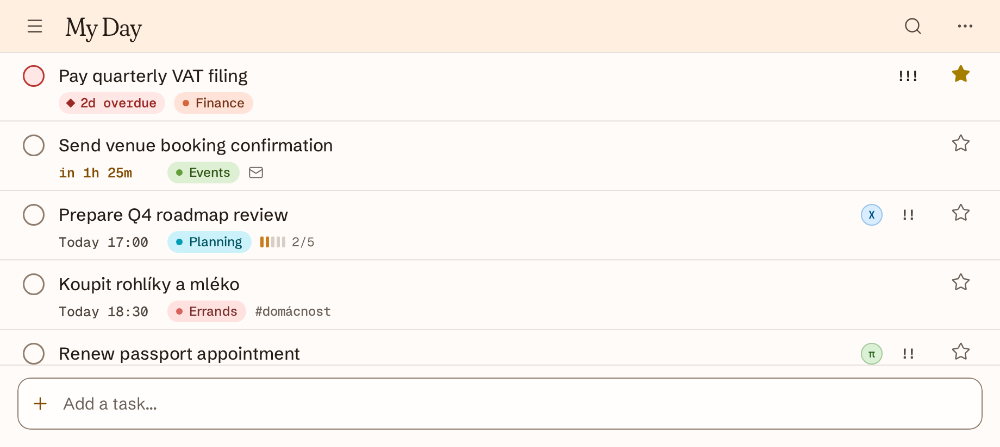 My Day
Pay quarterly VAT filing !!!
2d overdue Finance
Send venue booking confirmation
in 1h 25m Events
Prepare Q4 roadmap review X !!
Today 17:00 Planning 2/5
Koupit rohlíky a mléko
Today 18:30 Errands #domácnost
Renew passport appointment π !!
Add a task…